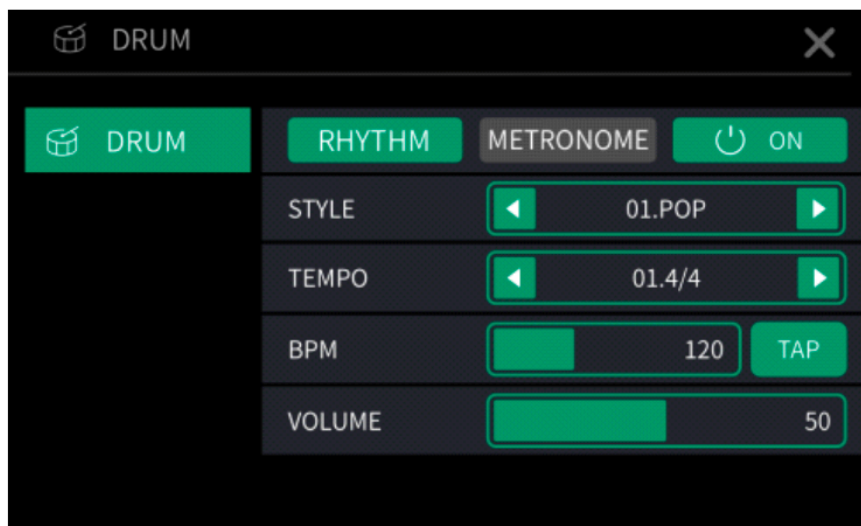 DRUM
DRUM RHYTHM METRONOME ON
STYLE 01.POP
TEMPO 01.4/4
BPM 120 TAP
VOLUME 50